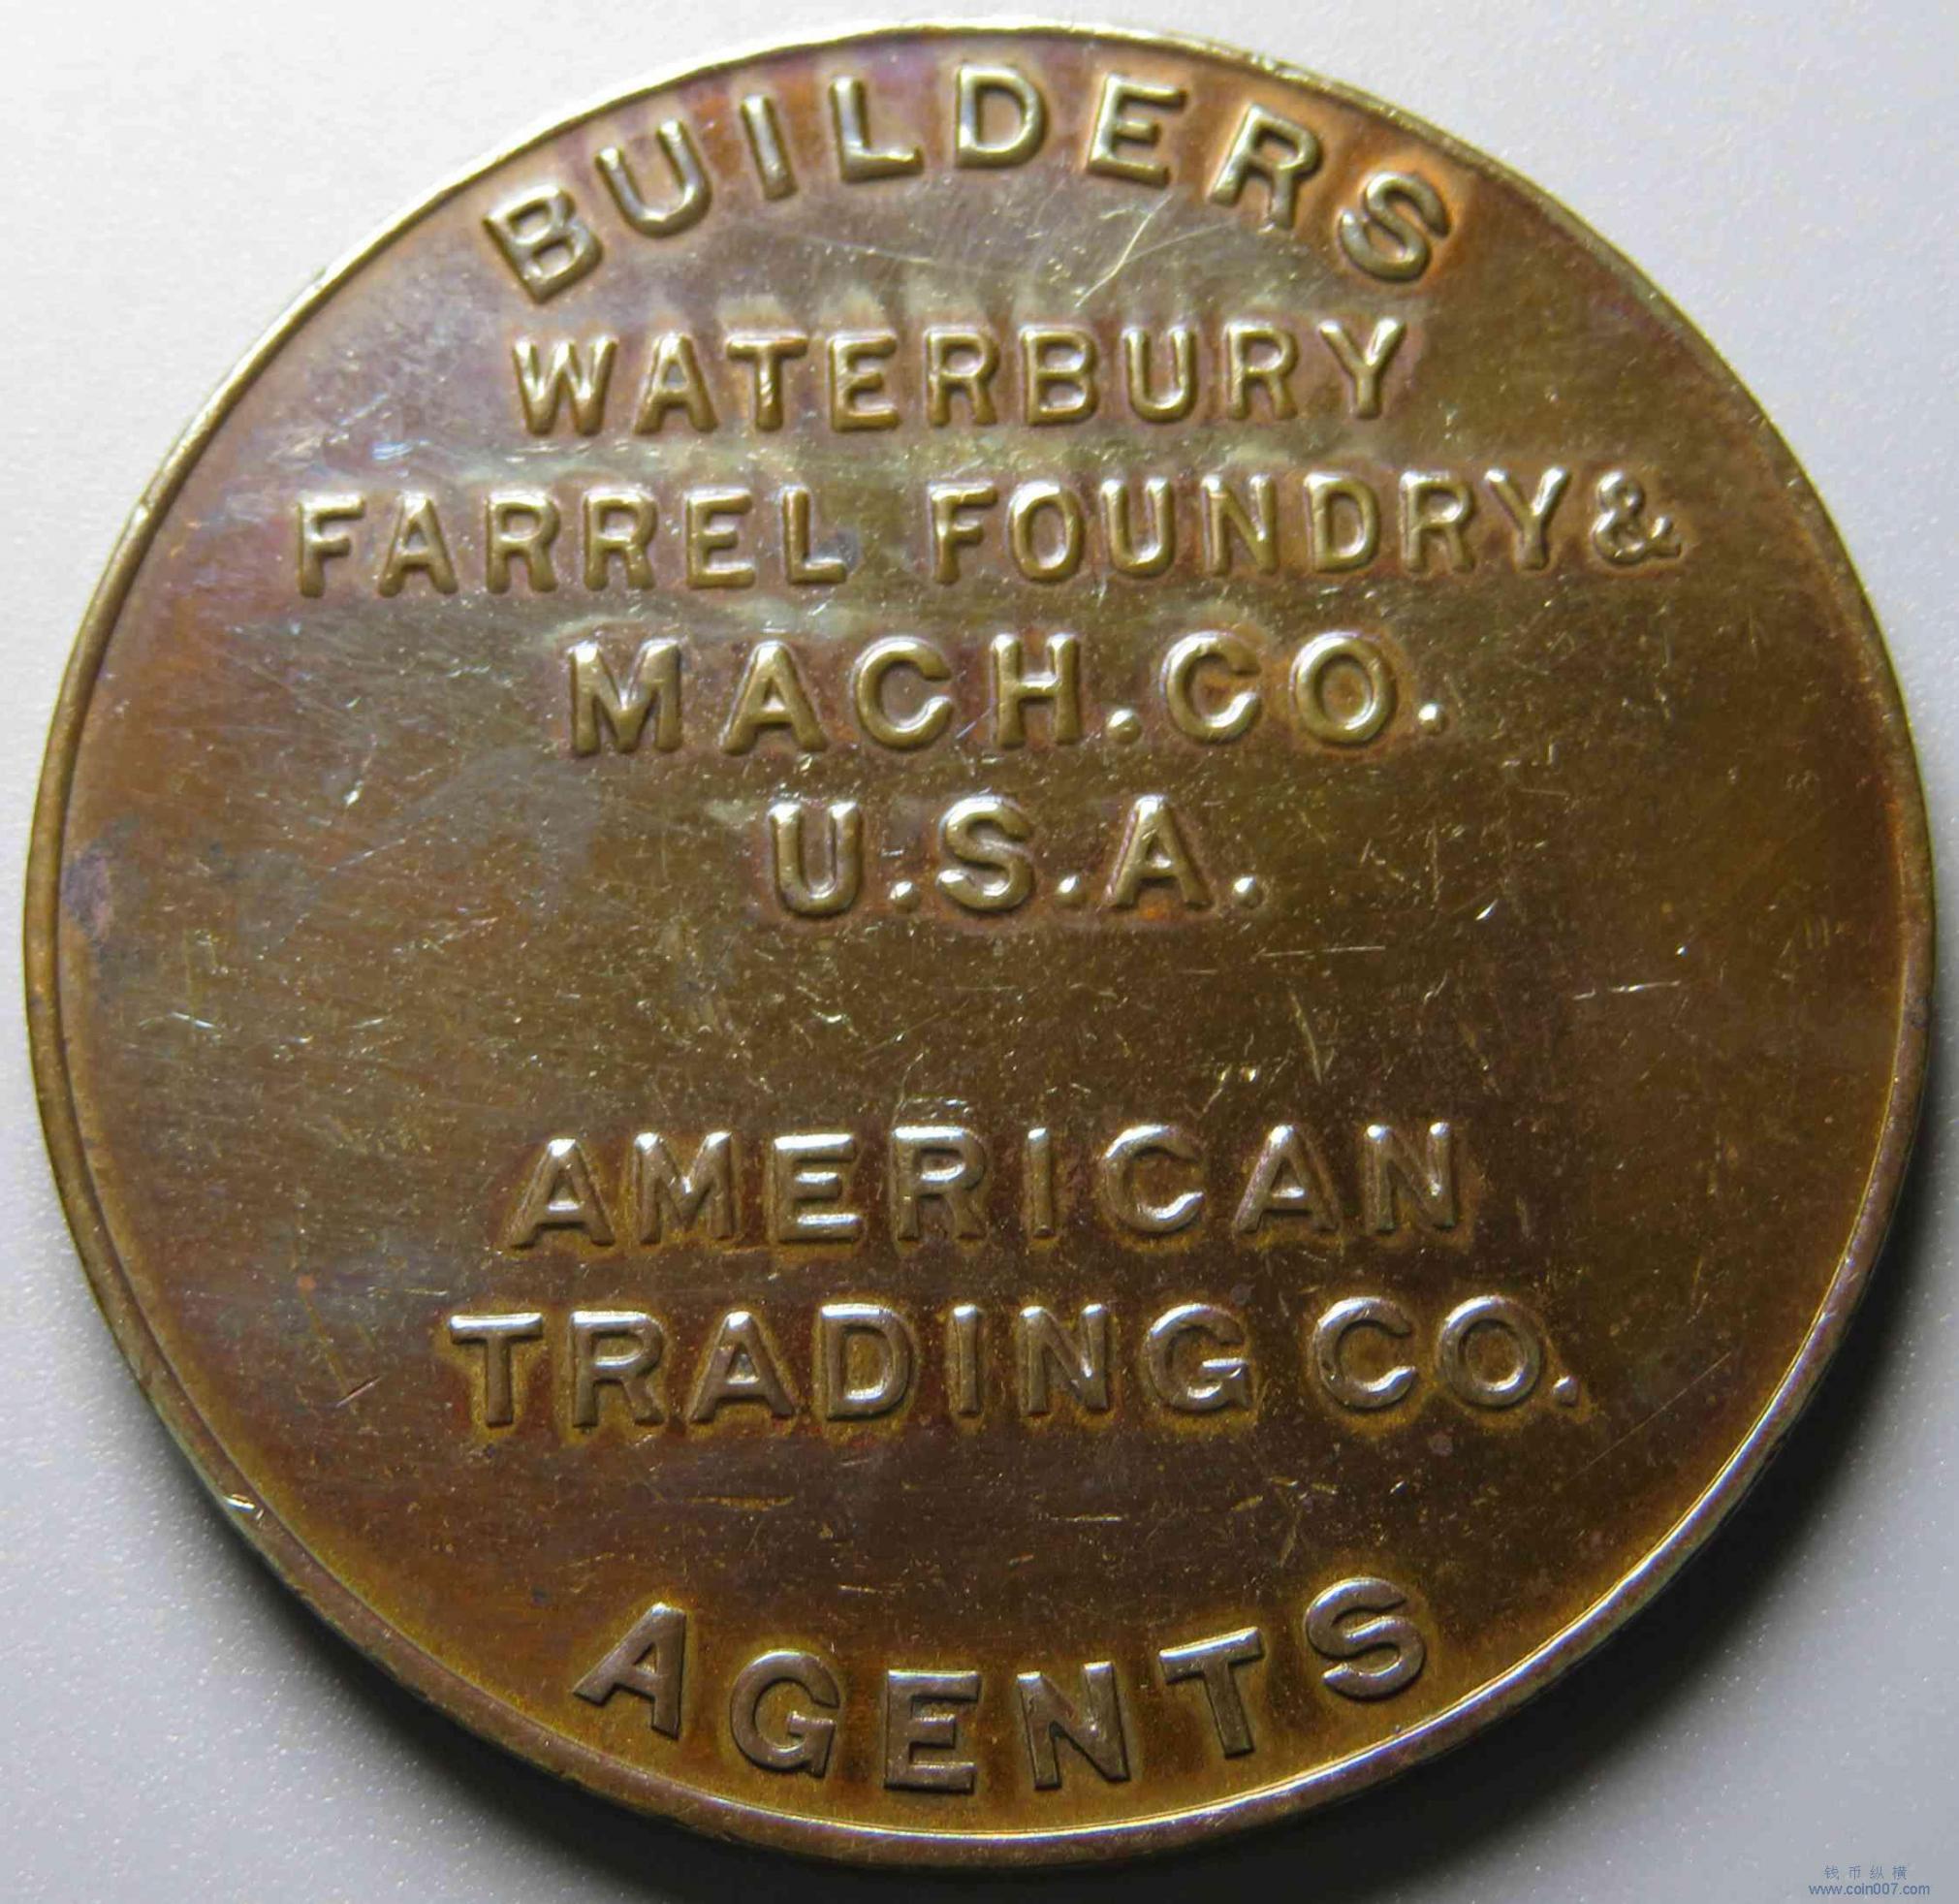 BUILDERS
WATERBURY
FARREL FOUNDRY &
MACH. CO.
U.S.A.
AMERICAN
TRADING CO.
AGENTS
钱币纵横
www.coin007.com